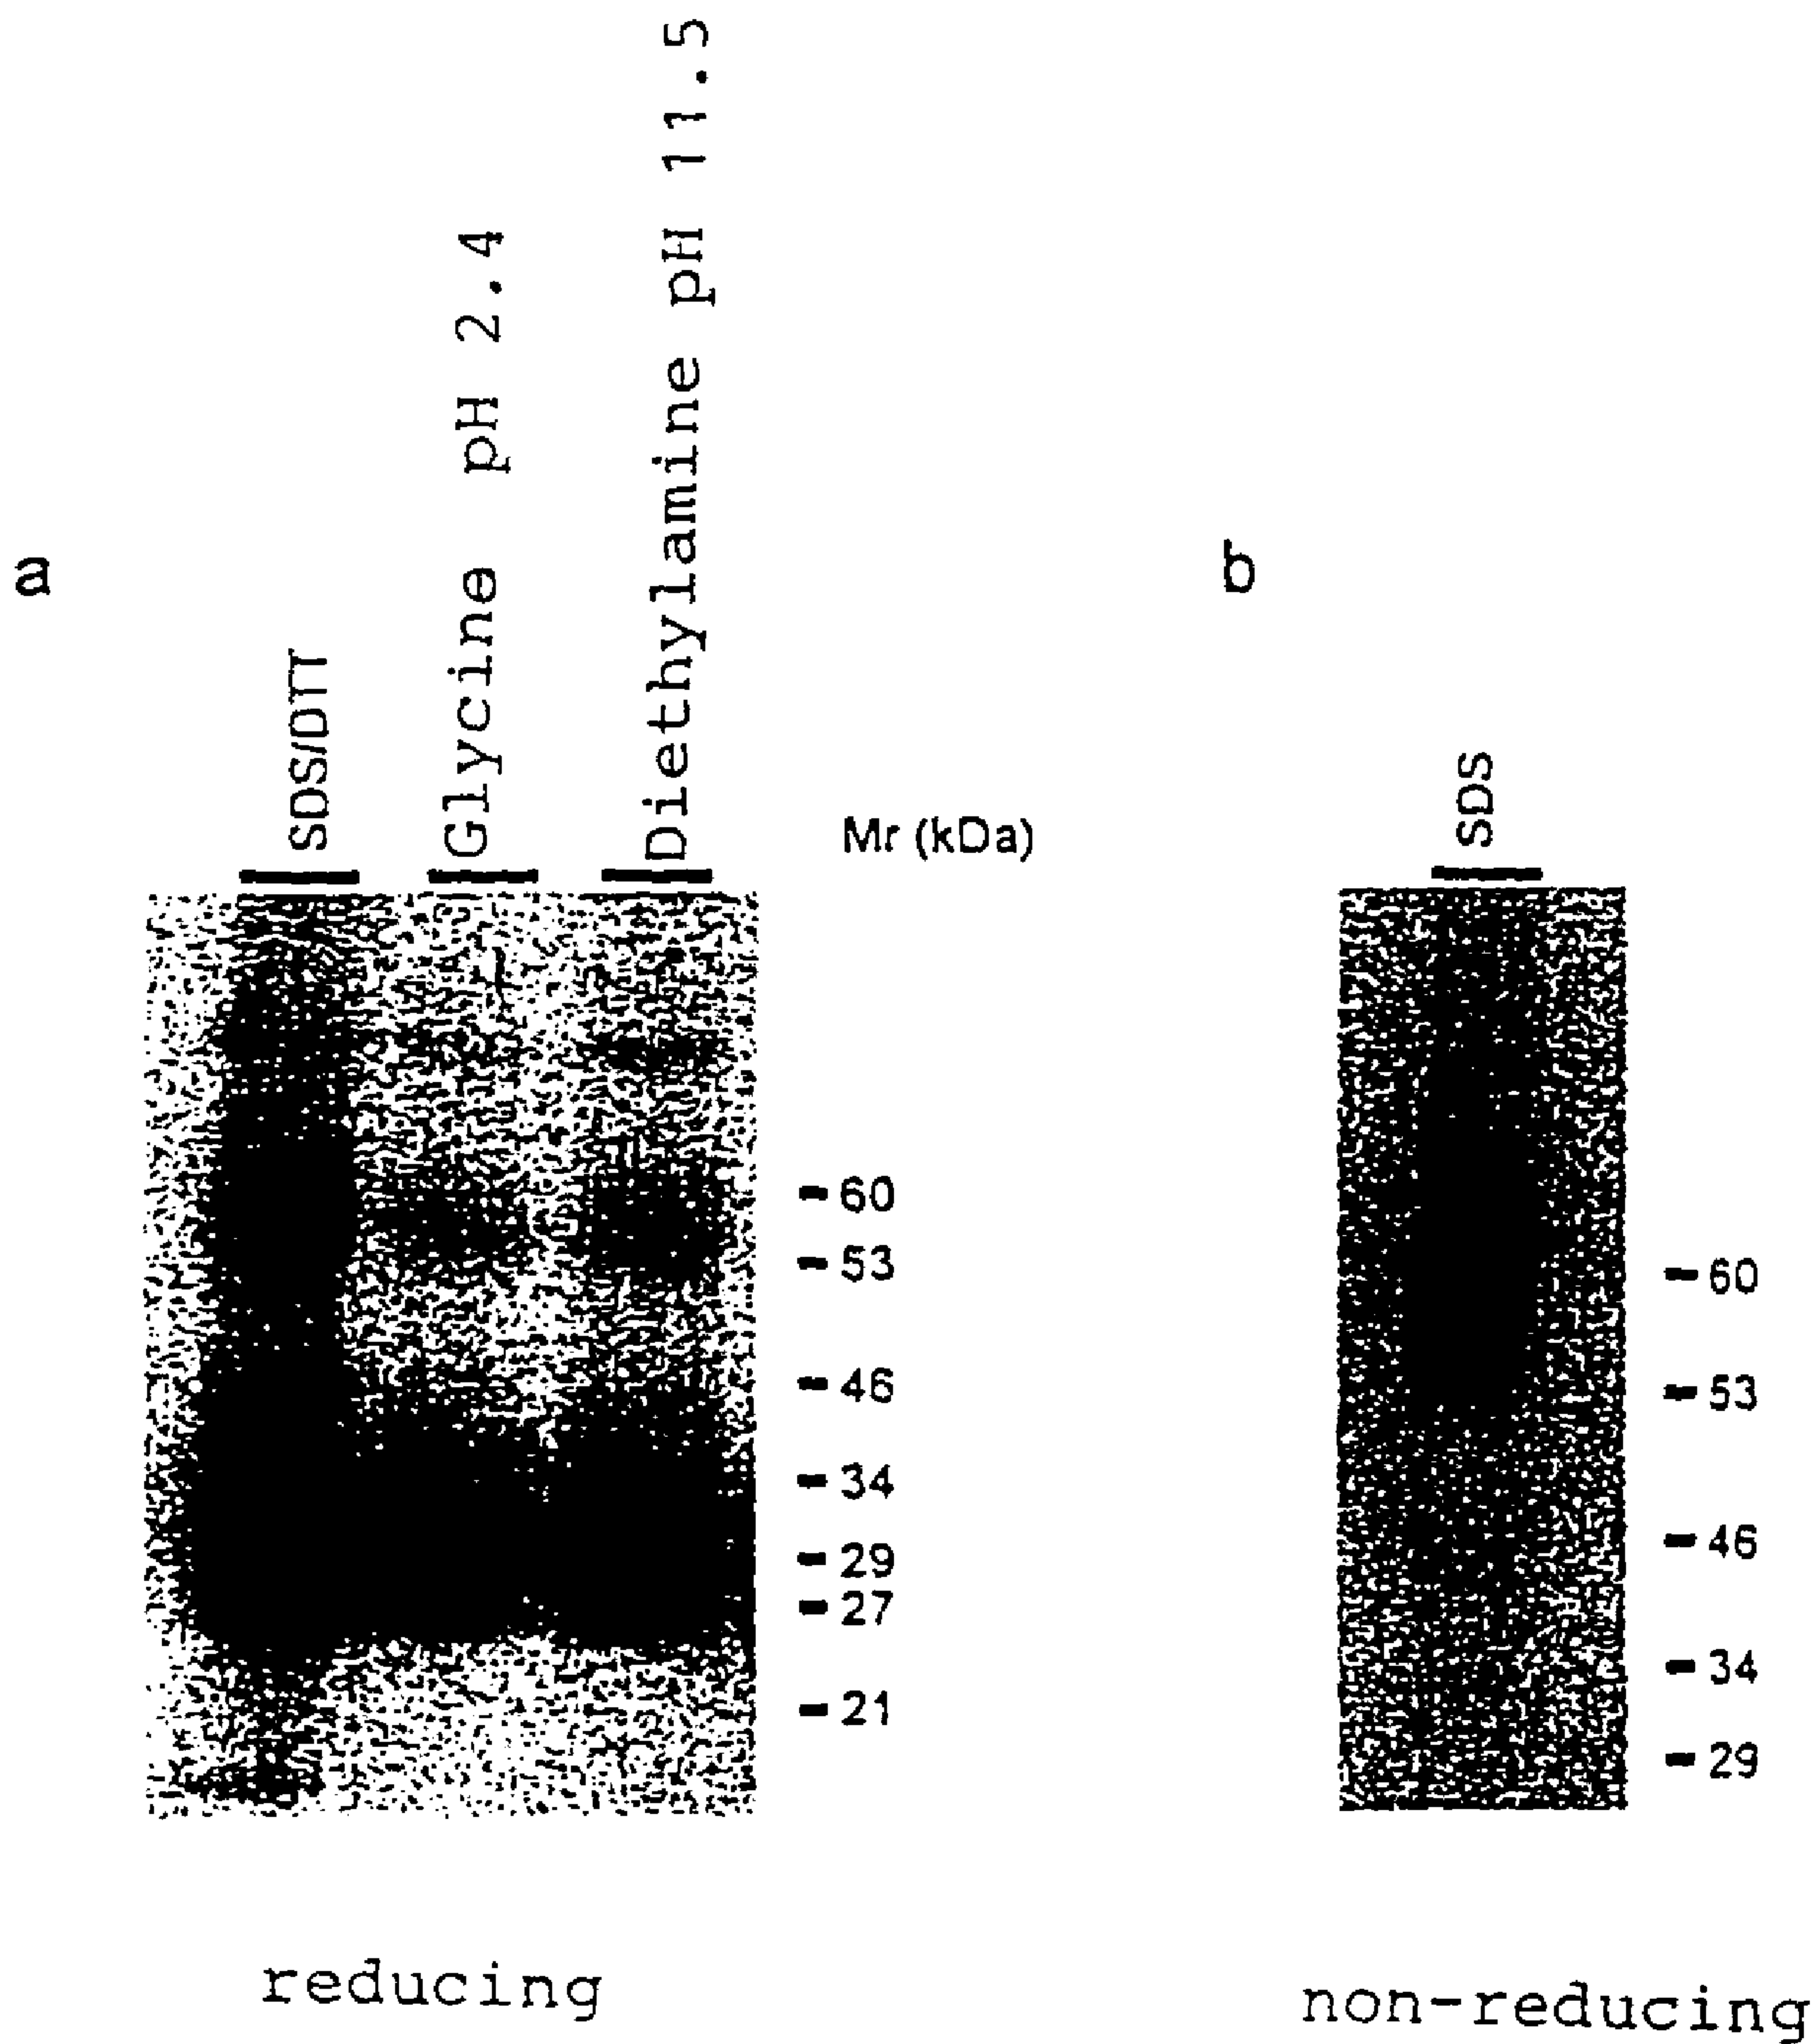 a
SDS/DTT
Glycine pH 2.4
Diethylamine pH 11.5
Mr (kDa)
60
53
46
34
29
27
21
reducing
b
SDS
60
53
46
34
29
non-reducing